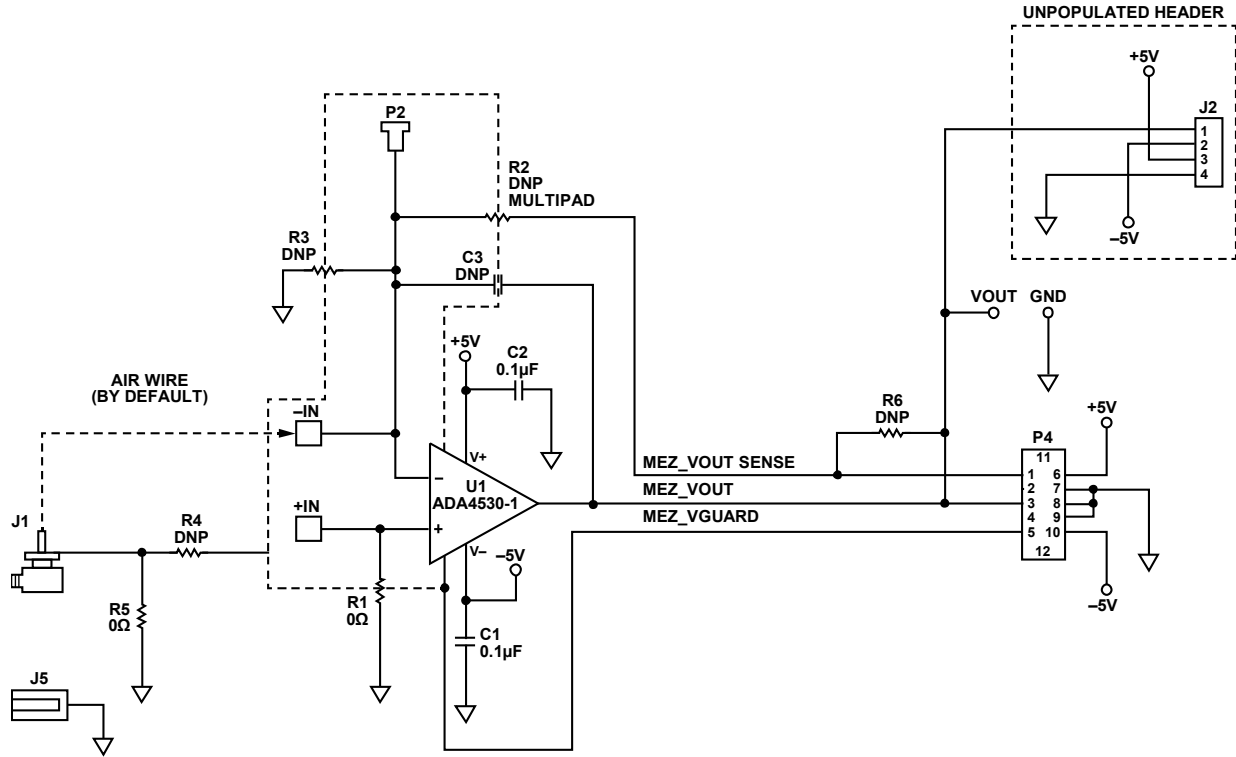 UNPOPULATED HEADER
+5V
J2
1
2
3
4
–5V
P2
R2
DNP
MULTIPAD
R3
DNP
C3
DNP
VOUT
GND
+5V
C2
0.1µF
AIR WIRE
(BY DEFAULT)
–IN
R6
DNP
+5V
P4
11
1
2
3
4
5
6
7
8
9
10
12
–5V
V+
–
U1
ADA4530-1
+
V–
MEZ_VOUT SENSE
MEZ_VOUT
MEZ_VGUARD
+IN
J1
R4
DNP
–5V
R5
0Ω
R1
0Ω
C1
0.1µF
J5